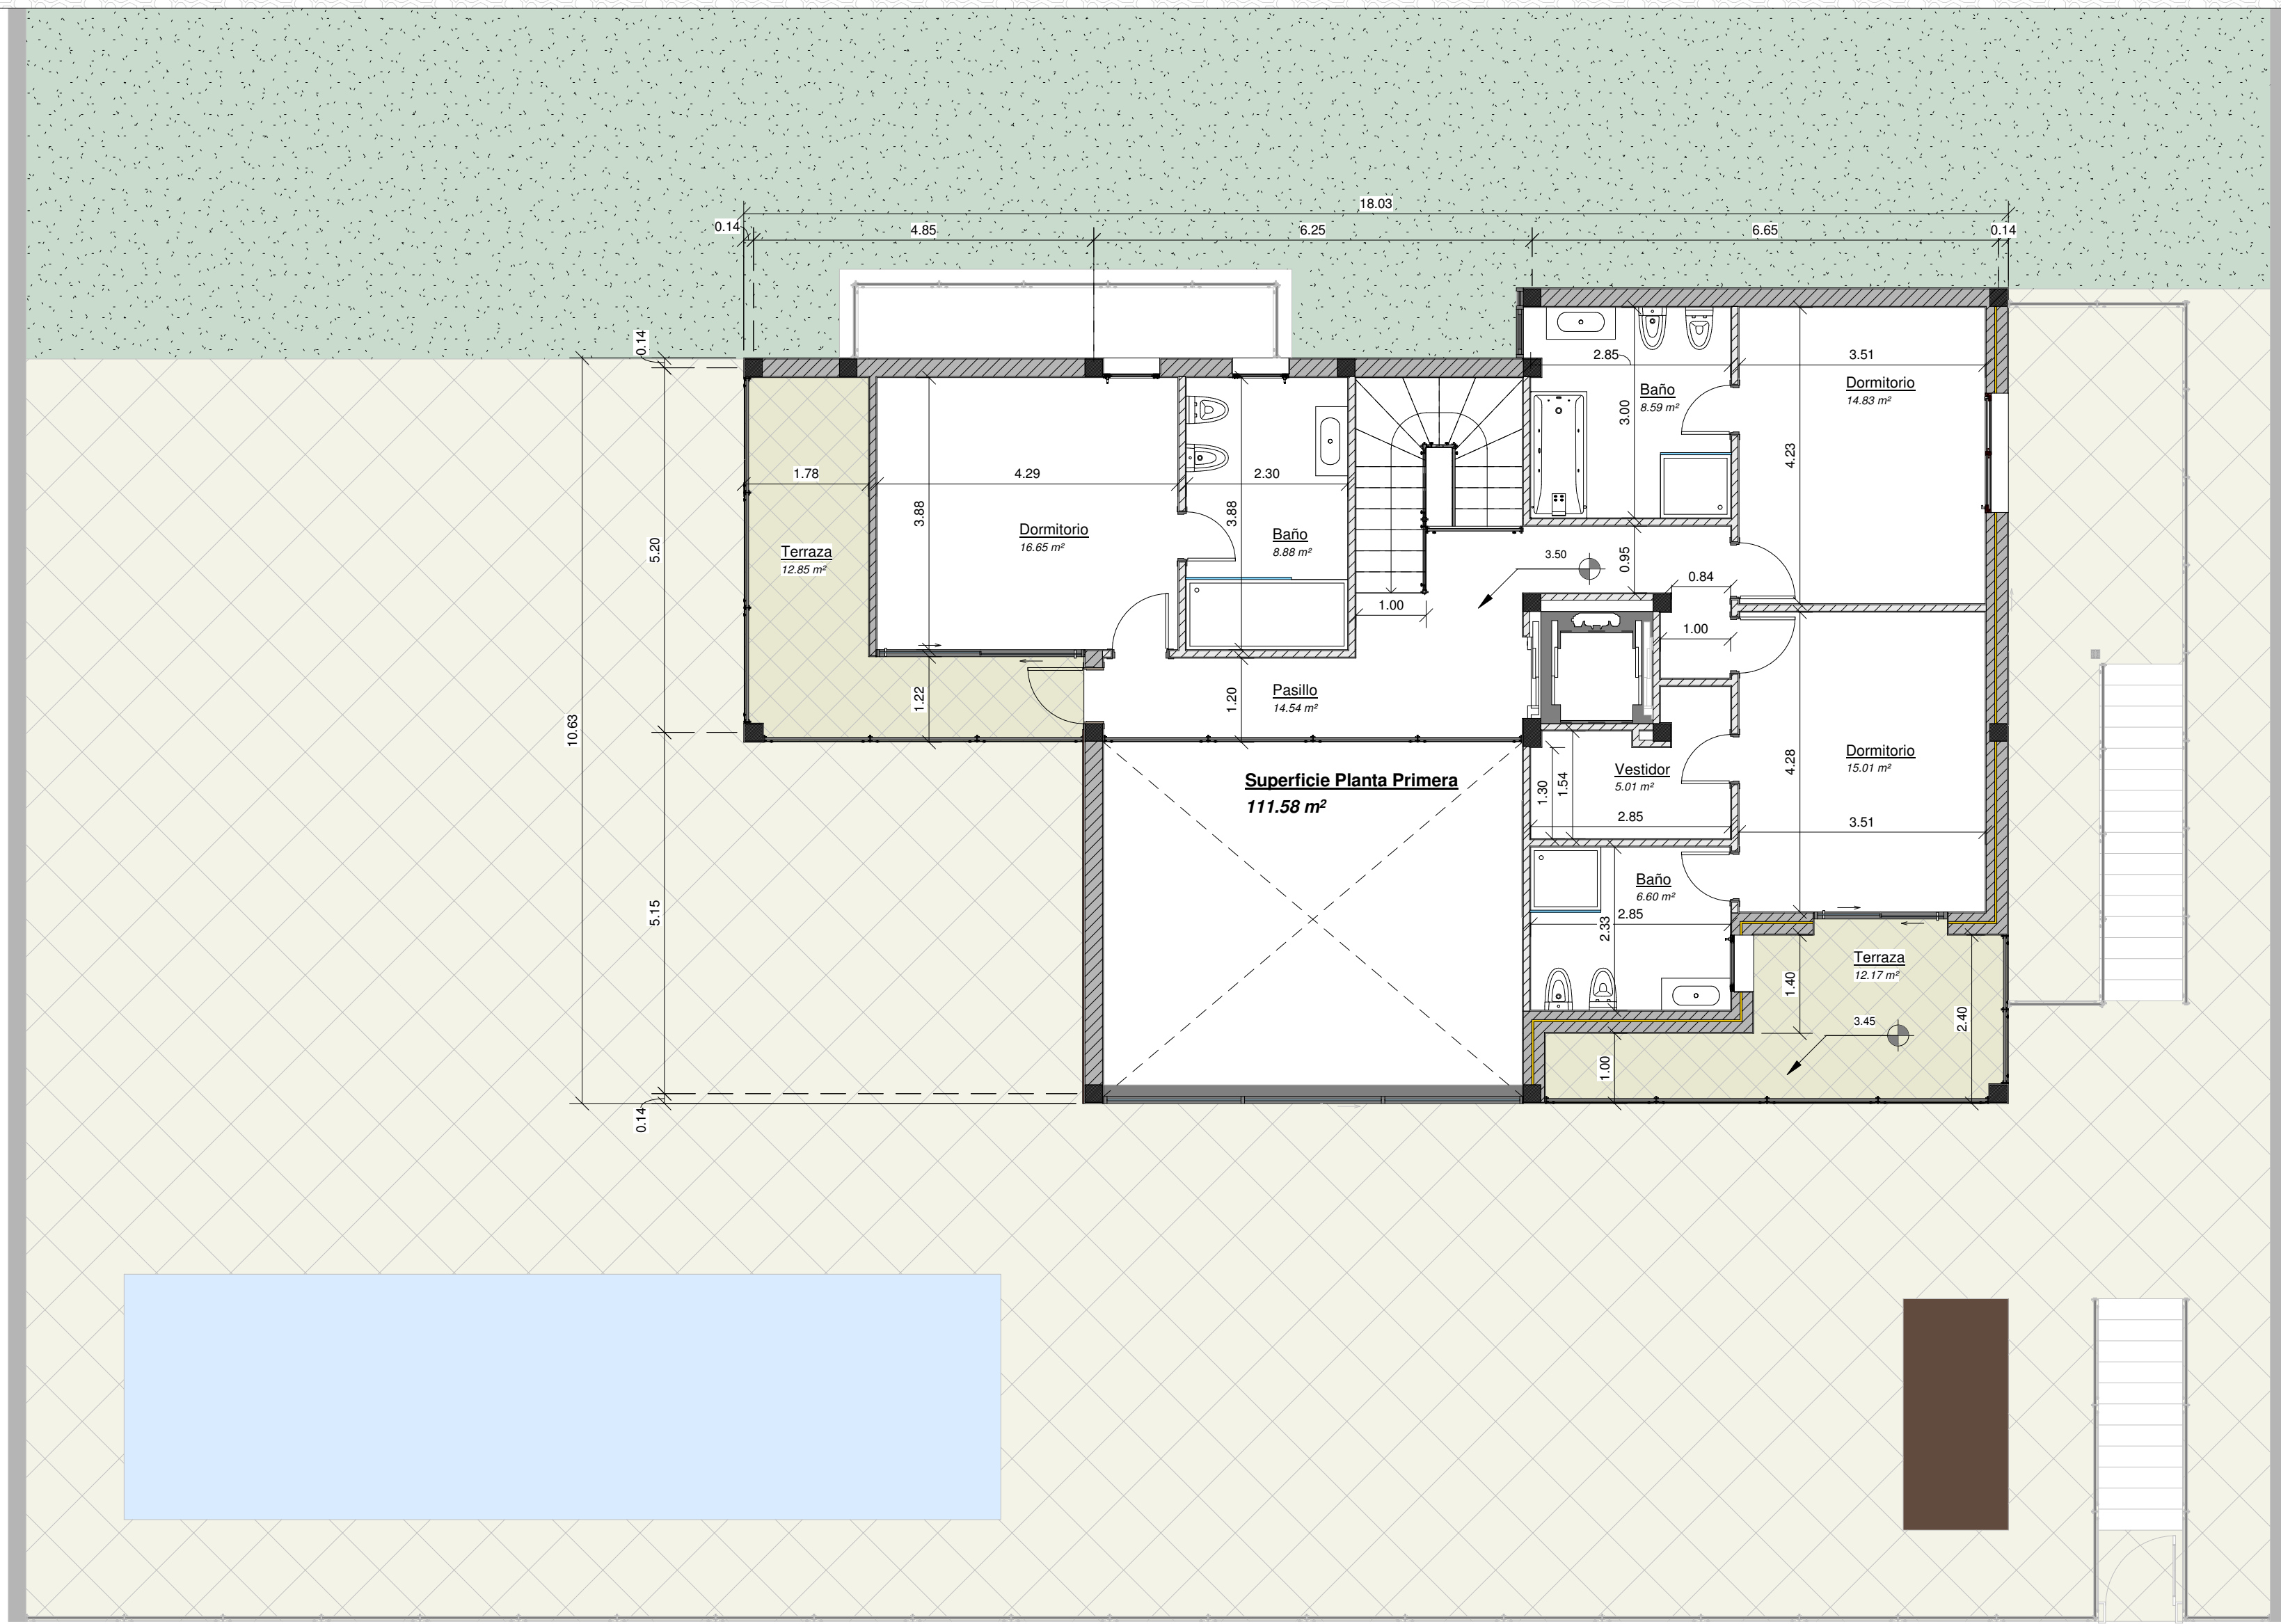 18.03
0.14
4.85
6.25
6.65
0.14
0.14
2.85
3.51
Baño
8.59 m²
Dormitorio
14.83 m²
3.00
4.23
1.78
4.29
2.30
3.88
3.88
Dormitorio
16.65 m²
Baño
8.88 m²
Terraza
12.85 m²
5.20
3.50
0.95
0.84
1.00
1.00
Pasillo
14.54 m²
1.22
1.20
10.63
Superficie Planta Primera
111.58 m²
Vestidor
5.01 m²
1.30
1.54
2.85
4.28
Dormitorio
15.01 m²
3.51
Baño
6.60 m²
2.85
2.33
5.15
Terraza
12.17 m²
1.40
3.45
2.40
1.00
0.14